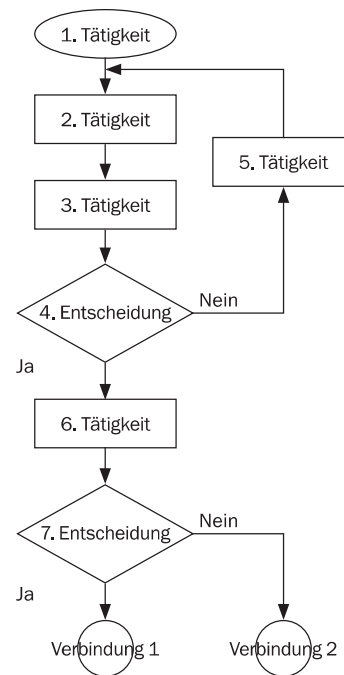 1. Tätigkeit
2. Tätigkeit
5. Tätigkeit
3. Tätigkeit
4. Entscheidung
Nein
Ja
6. Tätigkeit
7. Entscheidung
Nein
Ja
Verbindung 1
Verbindung 2